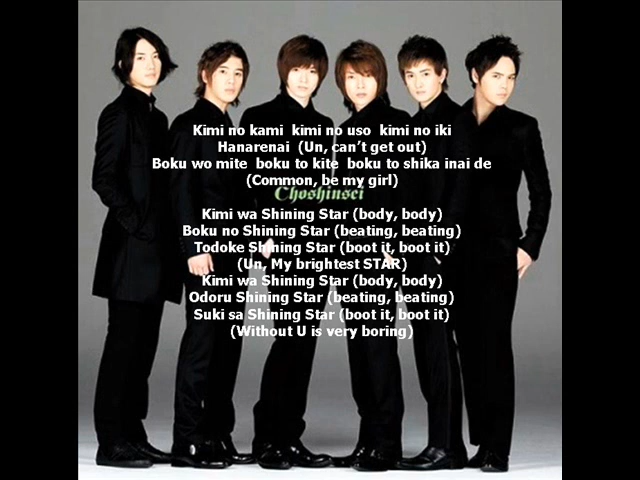 Kimi no kami  kimi no uso  kimi no iki
Hanarenai  (Un, can't get out)
Boku wo mite  boku to kite  boku to shika inai de
(Common, be my girl)
Choshinsei
Kimi wa Shining Star (body, body)
Boku no Shining Star (beating, beating)
Todoke Shining Star (boot it, boot it)
(Un, My brightest STAR)
Kimi wa Shining Star (body, body)
Odoru Shining Star (beating, beating)
Suki sa Shining Star (boot it, boot it)
(Without U is very boring)